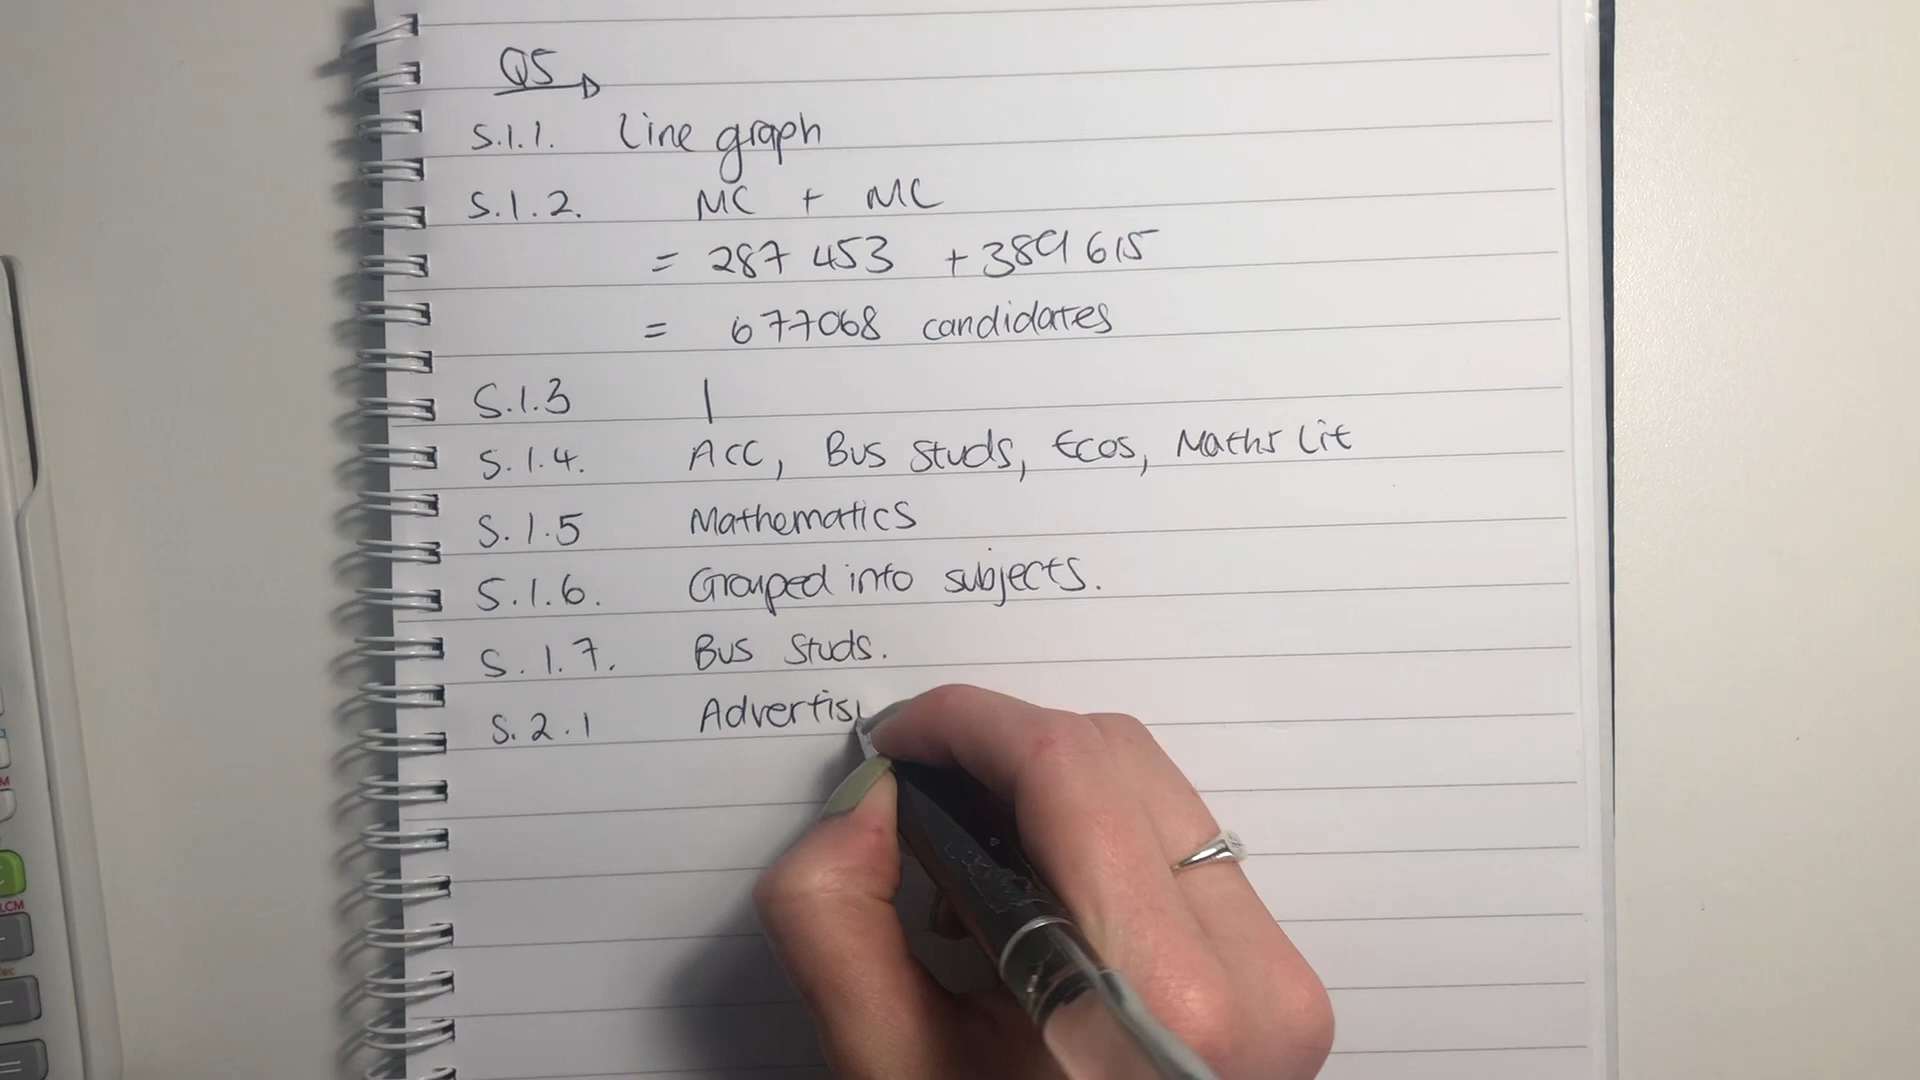 Q5
5.1.1. Line graph
5.1.2. MC + MC
= 287 453 + 389 615
= 677068 candidates
5.1.3 1
5.1.4. Acc, Bus Studs, Ecos, Maths Lit
5.1.5 Mathematics
5.1.6. Grouped into subjects.
5.1.7. Bus Studs.
5.2.1 Advertisi
LCM